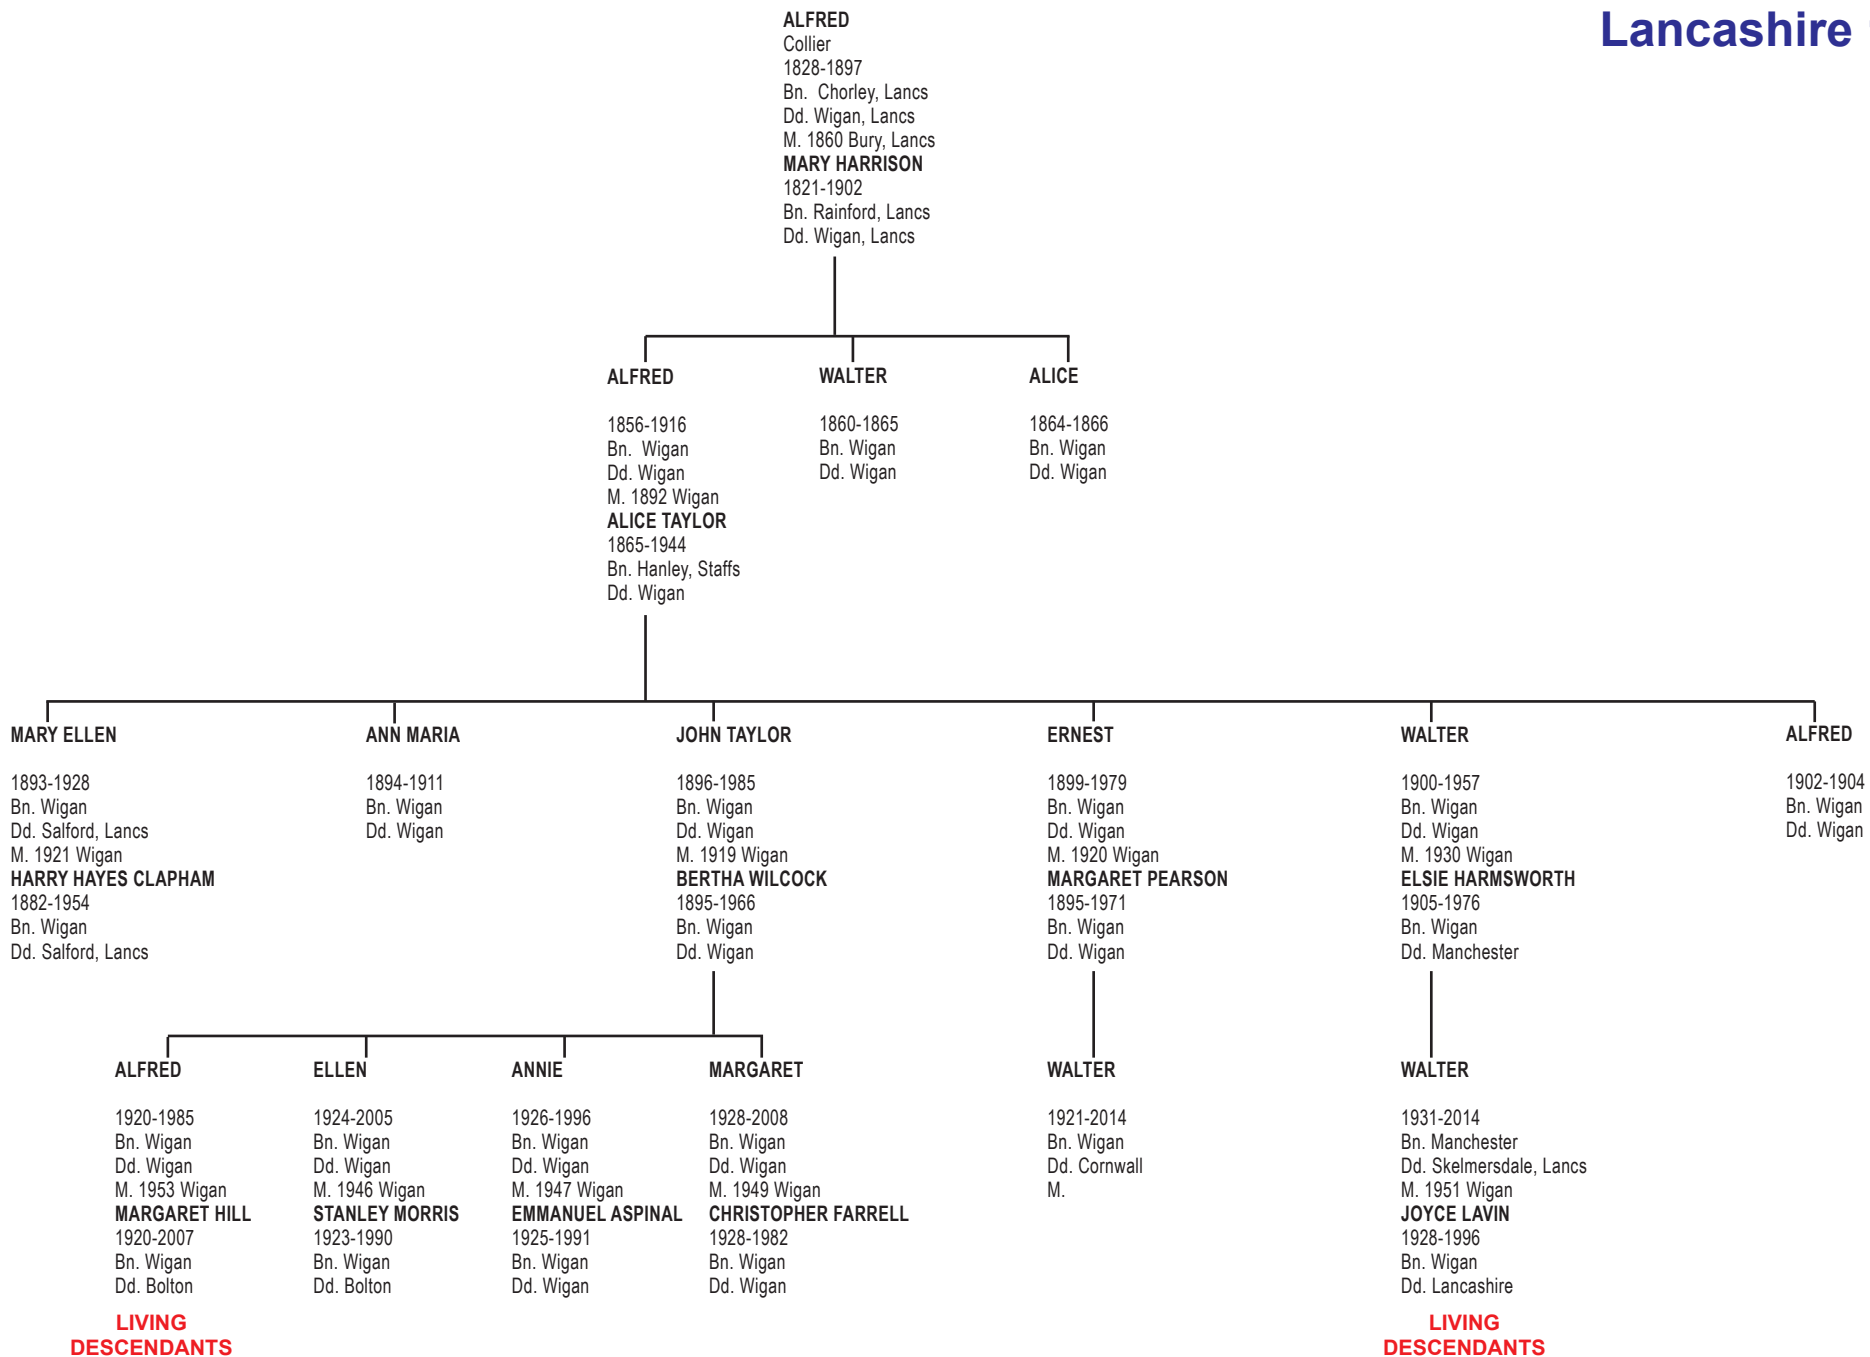 Lancashire
ALFRED
Collier
1828-1897
Bn. Chorley, Lancs
Dd. Wigan, Lancs
M. 1860 Bury, Lancs
MARY HARRISON
1821-1902
Bn. Rainford, Lancs
Dd. Wigan, Lancs
ALFRED
1856-1916
Bn. Wigan
Dd. Wigan
M. 1892 Wigan
ALICE TAYLOR
1865-1944
Bn. Hanley, Staffs
Dd. Wigan
WALTER
1860-1865
Bn. Wigan
Dd. Wigan
ALICE
1864-1866
Bn. Wigan
Dd. Wigan
MARY ELLEN
1893-1928
Bn. Wigan
Dd. Salford, Lancs
M. 1921 Wigan
HARRY HAYES CLAPHAM
1882-1954
Bn. Wigan
Dd. Salford, Lancs
ANN MARIA
1894-1911
Bn. Wigan
Dd. Wigan
JOHN TAYLOR
1896-1985
Bn. Wigan
Dd. Wigan
M. 1919 Wigan
BERTHA WILCOCK
1895-1966
Bn. Wigan
Dd. Wigan
ERNEST
1899-1979
Bn. Wigan
Dd. Wigan
M. 1920 Wigan
MARGARET PEARSON
1895-1971
Bn. Wigan
Dd. Wigan
WALTER
1900-1957
Bn. Wigan
Dd. Wigan
M. 1930 Wigan
ELSIE HARMSWORTH
1905-1976
Bn. Wigan
Dd. Manchester
ALFRED
1902-1904
Bn. Wigan
Dd. Wigan
ALFRED
1920-1985
Bn. Wigan
Dd. Wigan
M. 1953 Wigan
MARGARET HILL
1920-2007
Bn. Wigan
Dd. Bolton
LIVING
DESCENDANTS
ELLEN
1924-2005
Bn. Wigan
Dd. Wigan
M. 1946 Wigan
STANLEY MORRIS
1923-1990
Bn. Wigan
Dd. Bolton
ANNIE
1926-1996
Bn. Wigan
Dd. Wigan
M. 1947 Wigan
EMMANUEL ASPINAL
1925-1991
Bn. Wigan
Dd. Wigan
MARGARET
1928-2008
Bn. Wigan
Dd. Wigan
M. 1949 Wigan
CHRISTOPHER FARRELL
1928-1982
Bn. Wigan
Dd. Wigan
WALTER
1921-2014
Bn. Wigan
Dd. Cornwall
M.
WALTER
1931-2014
Bn. Manchester
Dd. Skelmersdale, Lancs
M. 1951 Wigan
JOYCE LAVIN
1928-1996
Bn. Wigan
Dd. Lancashire
LIVING
DESCENDANTS